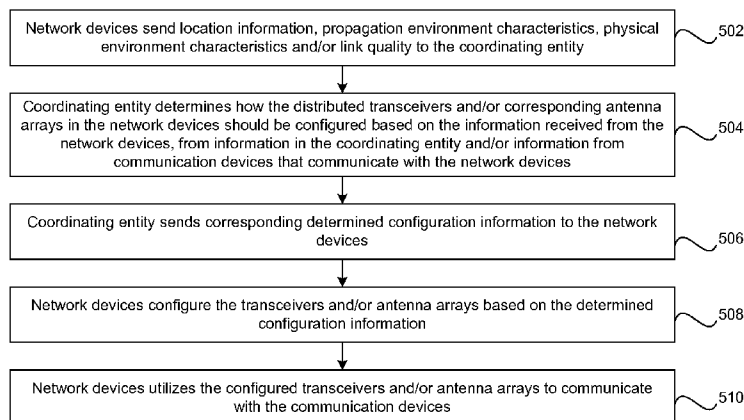 Network devices send location information, propagation environment characteristics, physical
environment characteristics and/or link quality to the coordinating entity
502
Coordinating entity determines how the distributed transceivers and/or corresponding antenna
arrays in the network devices should be configured based on the information received from the
network devices, from information in the coordinating entity and/or information from
communication devices that communicate with the network devices
504
Coordinating entity sends corresponding determined configuration information to the network
devices
506
Network devices configure the transceivers and/or antenna arrays based on the determined
configuration information
508
Network devices utilizes the configured transceivers and/or antenna arrays to communicate
with the communication devices
510